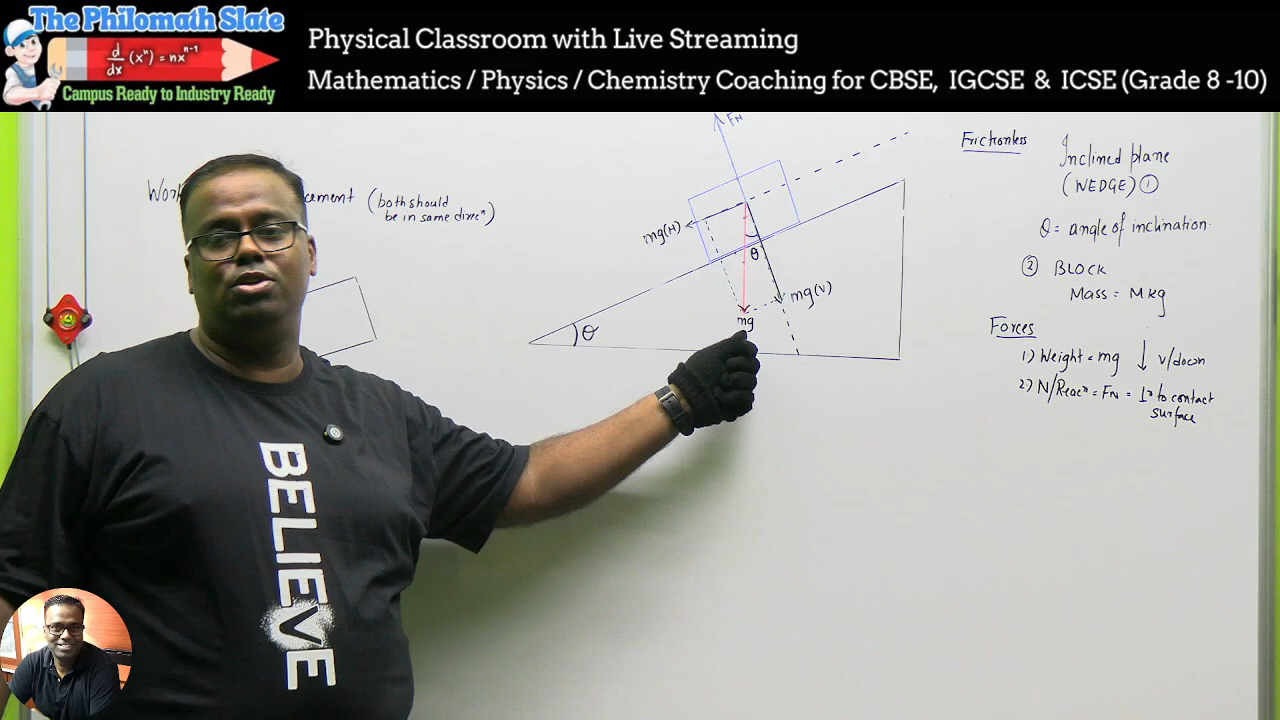 The Philomath Slate
d/dx (xⁿ) = nxⁿ⁻¹
Campus Ready to Industry Ready
Physical Classroom with Live Streaming
Mathematics / Physics / Chemistry Coaching for CBSE, IGCSE & ICSE (Grade 8 -10)
Work
cement (both should
be in same direcⁿ)
FN
mg(H)
θ
mg(V)
mg
θ
Frictionless
Inclined plane
(WEDGE) ①
θ = angle of inclination.
② BLOCK
Mass = M kg
Forces
1) Weight = mg ↓ v/down
2) N/Reacⁿ = FN = ⊥r to contact
surface
BELIEVE